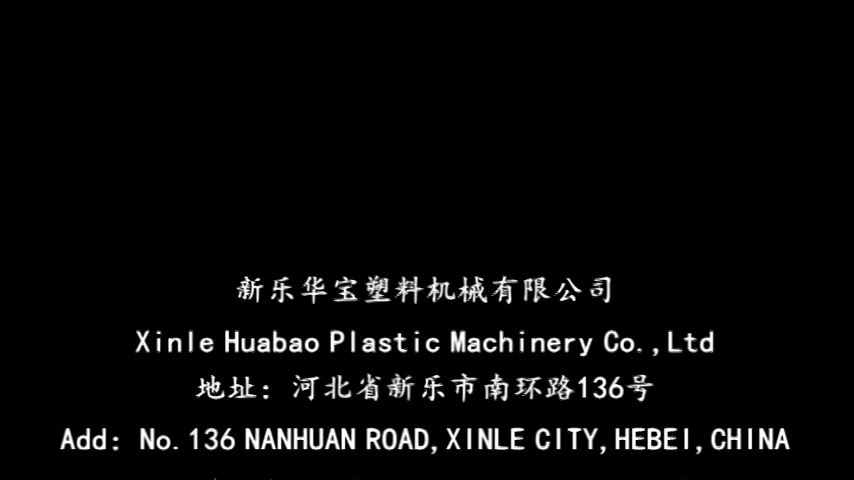 新乐华宝塑料机械有限公司
Xinle Huabao Plastic Machinery Co.,Ltd
地址：河北省新乐市南环路136号
Add：No.136 NANHUAN ROAD,XINLE CITY,HEBEI,CHINA